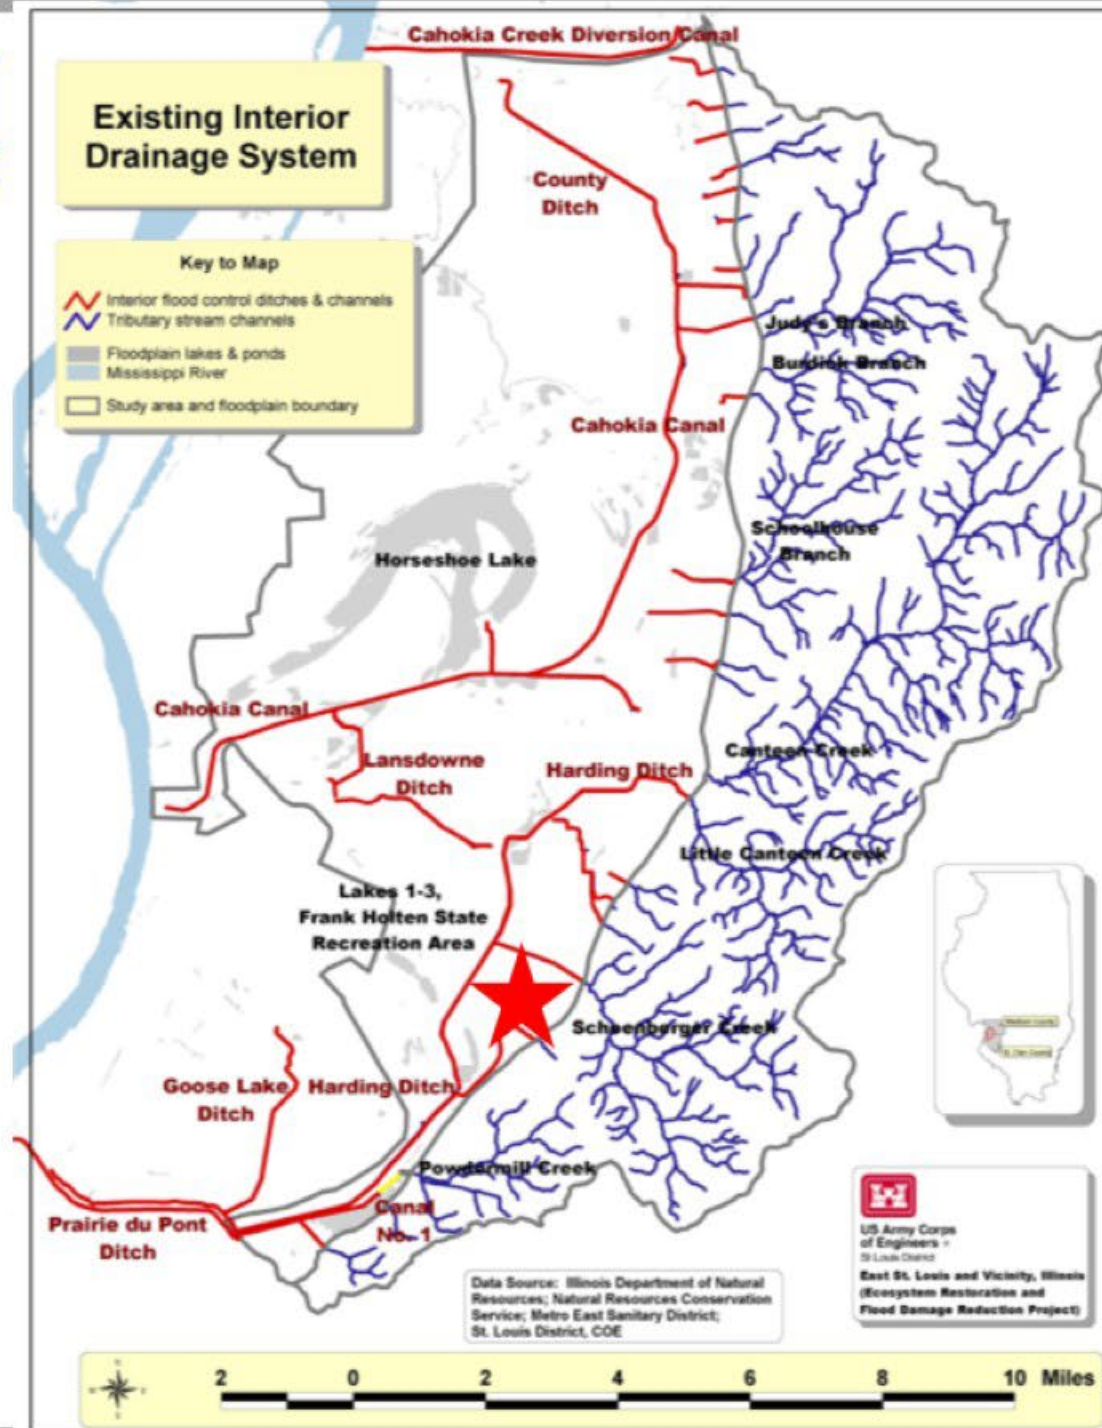 Cahokia Creek Diversion Canal
Existing Interior
Drainage System
County
Ditch
Key to Map
Interior flood control ditches & channels
Tributary stream channels
Floodplain lakes & ponds
Mississippi River
Study area and floodplain boundary
Judy's Branch
Burdick Branch
Cahokia Canal
Schoolhouse
Branch
Horseshoe Lake
Cahokia Canal
Canteen Creek
Lansdowne
Ditch
Harding Ditch
Little Canteen Creek
Lakes 1-3,
Frank Holten State
Recreation Area
Schoenberger Creek
Goose Lake
Ditch
Harding Ditch
Powdermill Creek
Canal
No. 1
Prairie du Pont
Ditch
US Army Corps
of Engineers
St Louis District
East St. Louis and Vicinity, Illinois
(Ecosystem Restoration and
Flood Damage Reduction Project)
Data Source: Illinois Department of Natural
Resources; Natural Resources Conservation
Service; Metro East Sanitary District;
St. Louis District, COE
2 0 2 4 6 8 10 Miles